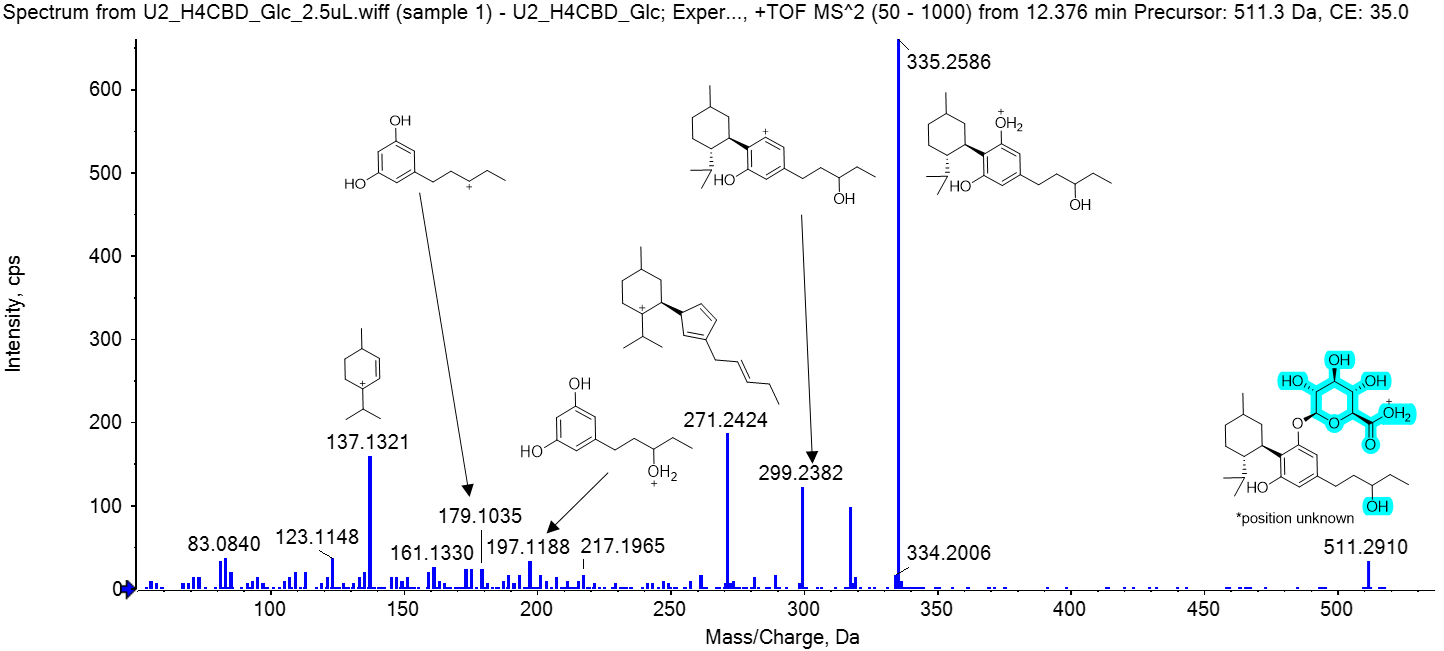 Spectrum from U2_H4CBD_Glc_2.5uL.wiff (sample 1) - U2_H4CBD_Glc; Exper..., +TOF MS^2 (50 - 1000) from 12.376 min Precursor: 511.3 Da, CE: 35.0
Intensity, cps
600
500
400
300
200
100
0
335.2586
OH
HO
+
+
HO
OH
+
OH2
HO
OH
+
+
137.1321
OH
HO
OH2
+
271.2424
299.2382
179.1035
83.0840
123.1148
161.1330
197.1188
217.1965
334.2006
511.2910
OH
HO
OH
+
OH2
O
O
O
HO
OH
*position unknown
100
150
200
250
300
350
400
450
500
Mass/Charge, Da